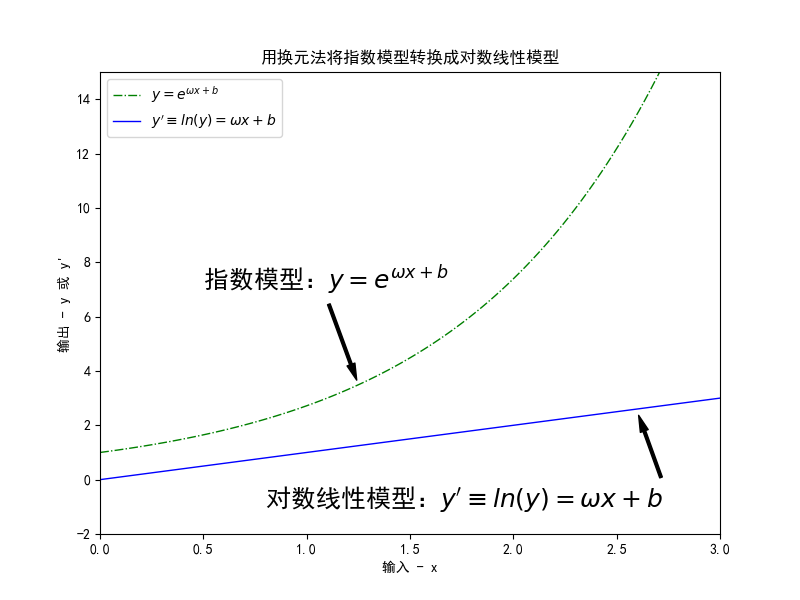 用换元法将指数模型转换成对数线性模型
y = e^{ωx+b}
y′ ≡ ln(y) = ωx + b
14
12
10
8
6
4
2
0
−2
输出 - y 或 y'
指数模型：y = e^{ωx+b}
对数线性模型：y′ ≡ ln(y) = ωx + b
0.0 0.5 1.0 1.5 2.0 2.5 3.0
输入 - x